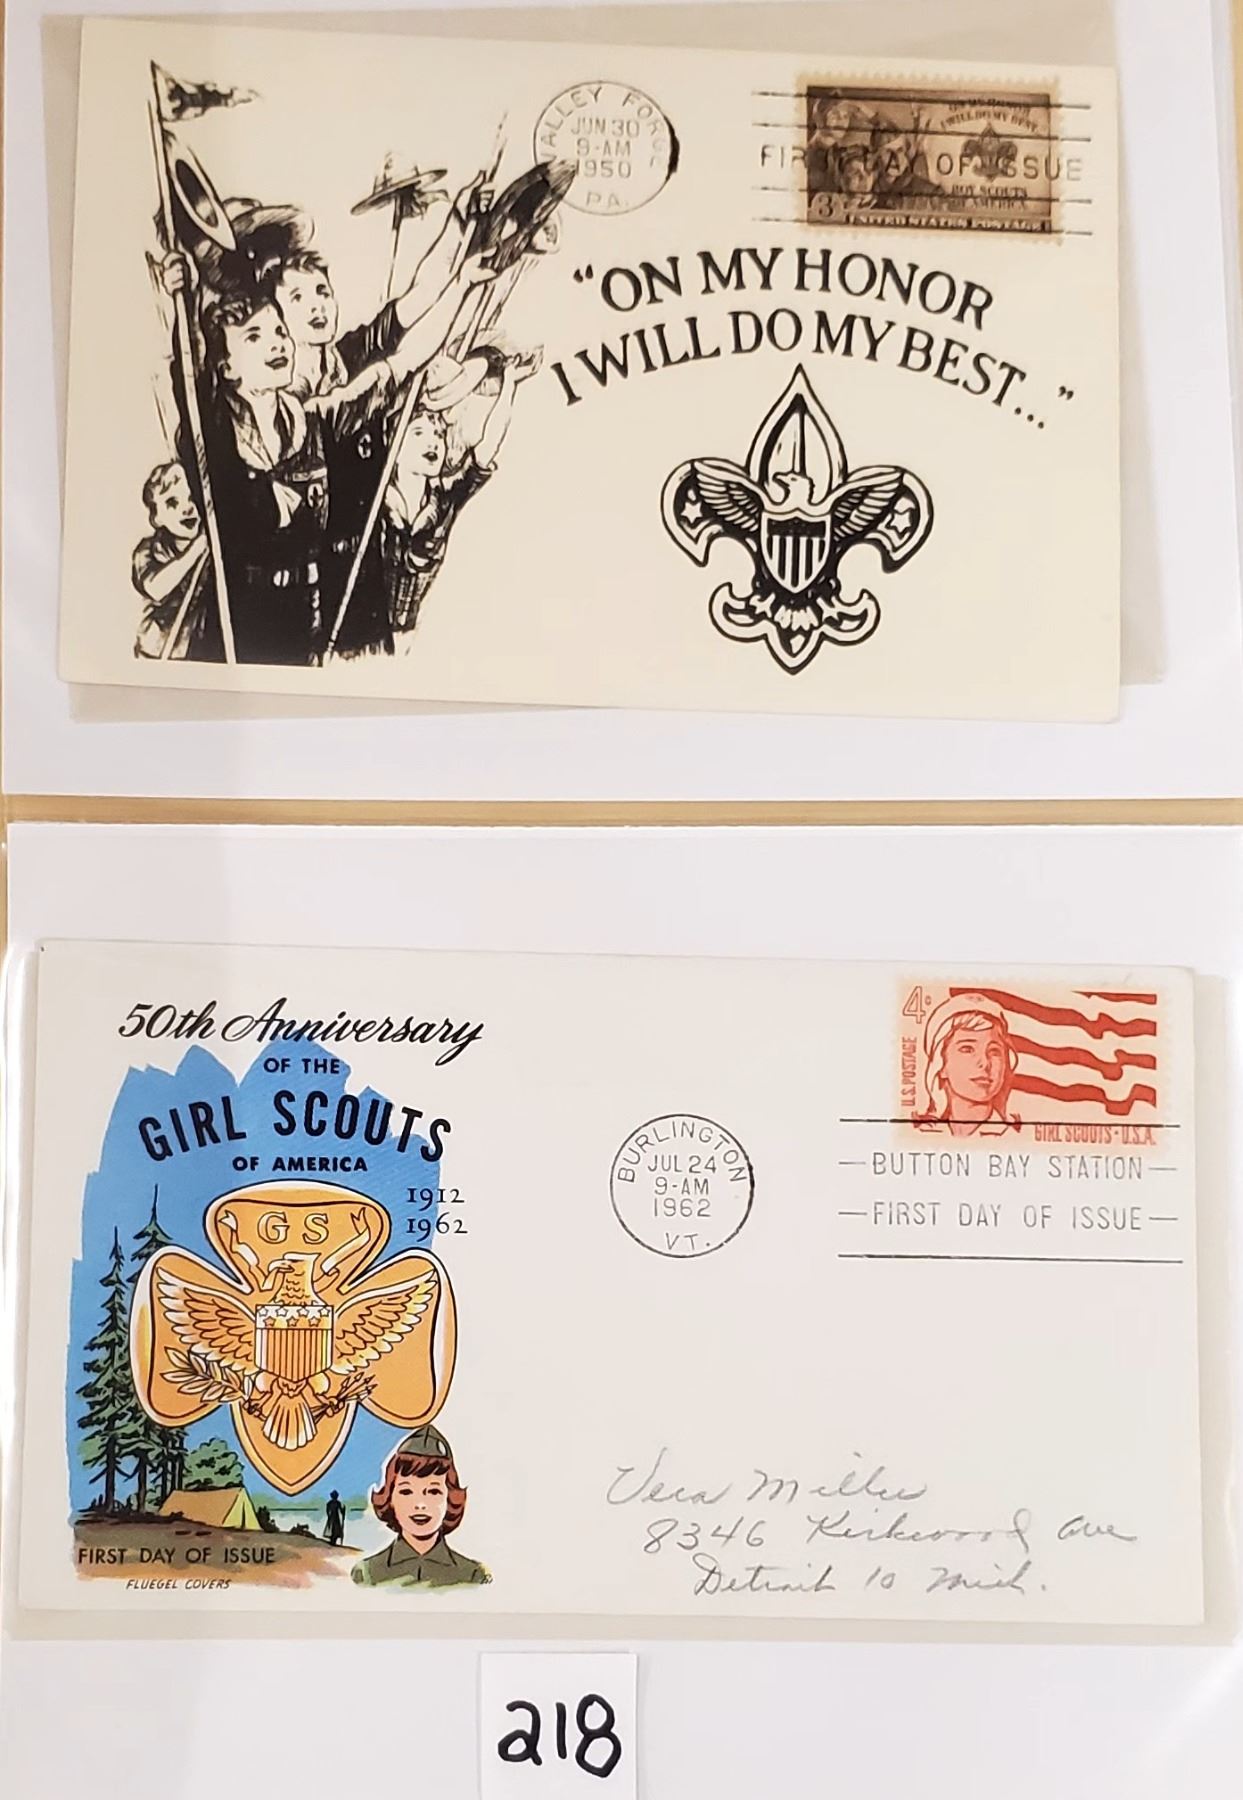 VALLEY FORGE
JUN 30
9-AM
1950
PA.
FIRST DAY OF ISSUE
ON MY HONOR
I WILL DO MY BEST
BOY SCOUTS
OF AMERICA
3¢
UNITED STATES POSTAGE
"ON MY HONOR
I WILL DO MY BEST..."
50th Anniversary
OF THE
GIRL SCOUTS
OF AMERICA
1912
1962
GS
FIRST DAY OF ISSUE
FLUEGEL COVERS
4¢
U.S. POSTAGE
GIRL SCOUTS • U.S.A.
BURLINGTON
JUL 24
9-AM
1962
VT.
BUTTON BAY STATION
FIRST DAY OF ISSUE
Vera Miller
8346 Kirkwood Ave
Detroit 10 Mich.
218